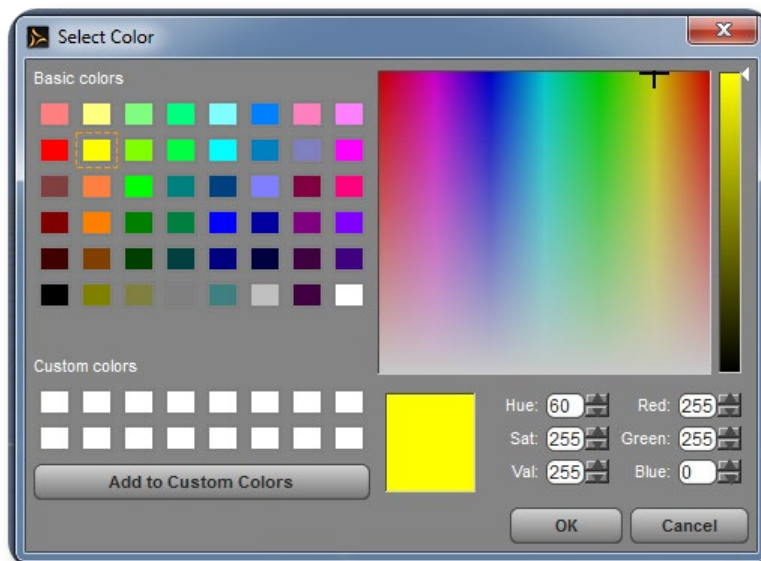 Select Color
Basic colors
Custom colors
Add to Custom Colors
Hue: 60 Red: 255
Sat: 255 Green: 255
Val: 255 Blue: 0
OK Cancel